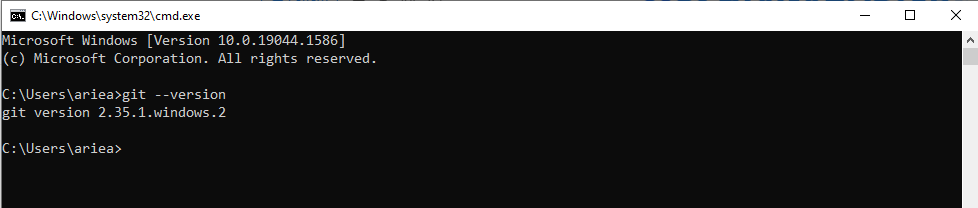 C:\Windows\system32\cmd.exe
Microsoft Windows [Version 10.0.19044.1586]
(c) Microsoft Corporation. All rights reserved.
C:\Users\ariea>git --version
git version 2.35.1.windows.2
C:\Users\ariea>